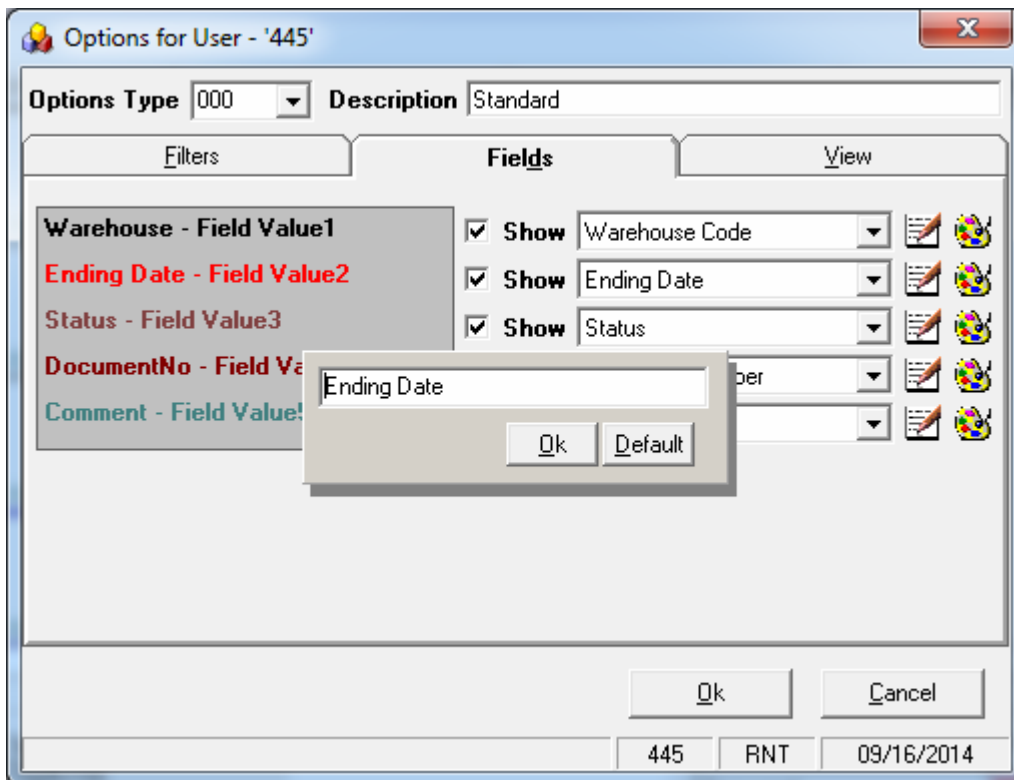 Options for User - '445'
Options Type 000 Description Standard
Filters Fields View
Warehouse - Field Value1 Show Warehouse Code
Ending Date - Field Value2 Show Ending Date
Status - Field Value3 Show Status
DocumentNo - Field
Comment - Field
Ending Date
Ok Default
Ok Cancel
445 RNT 09/16/2014